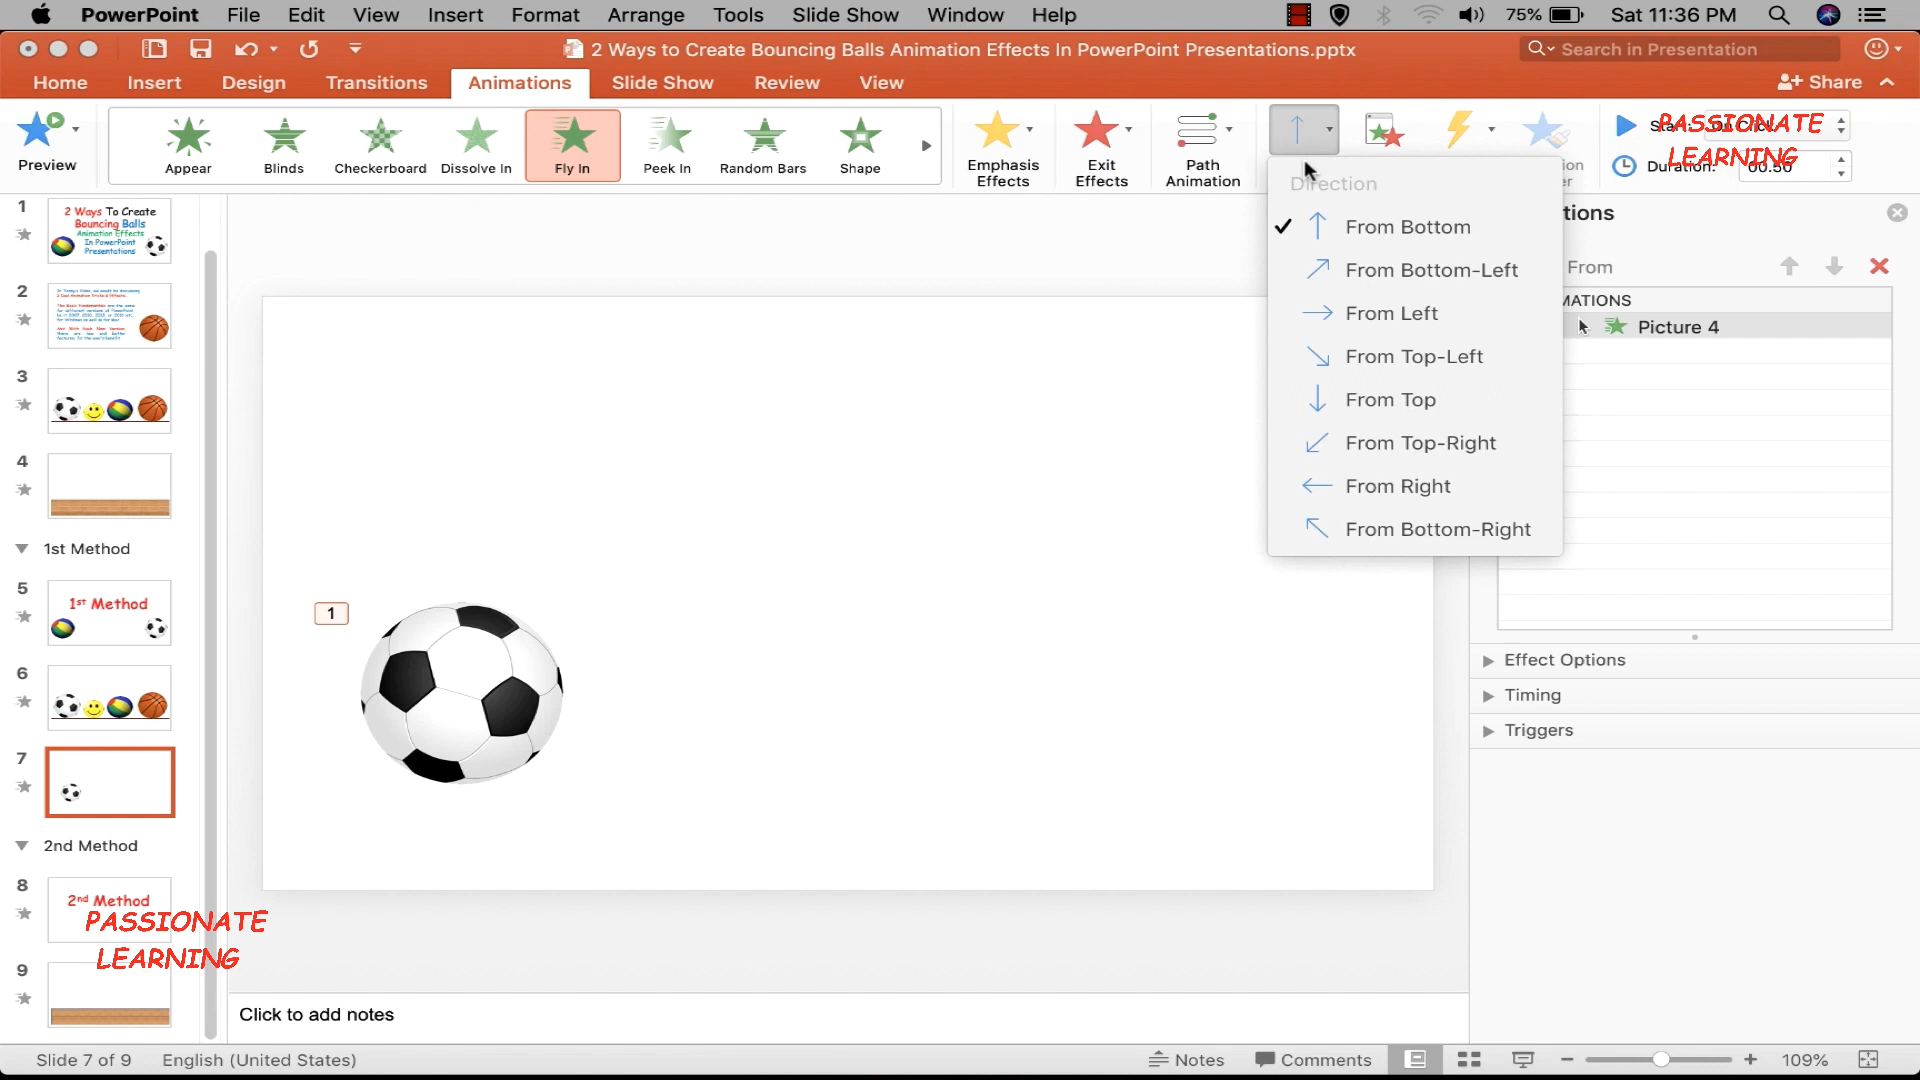 PowerPoint File Edit View Insert Format Arrange Tools Slide Show Window Help 75% Sat 11:36 PM
2 Ways to Create Bouncing Balls Animation Effects In PowerPoint Presentations.pptx Search in Presentation
Home Insert Design Transitions Animations Slide Show Review View Share
Preview
Appear Blinds Checkerboard Dissolve In Fly In Peek In Random Bars Shape
Emphasis Effects
Exit Effects
Path Animation
Start: On Click
Duration: 00.50
PASSIONATE
LEARNING
Direction
From Bottom
From Bottom-Left
From Left
From Top-Left
From Top
From Top-Right
From Right
From Bottom-Right
tions
From
MATIONS
Picture 4
Effect Options
Timing
Triggers
1
2 Ways To Create
Bouncing Balls
Animation Effects
In PowerPoint
Presentations
2
3
4
1st Method
5
1st Method
6
7
2nd Method
8
2nd Method
PASSIONATE
LEARNING
9
1
Click to add notes
Slide 7 of 9 English (United States) Notes Comments 109%